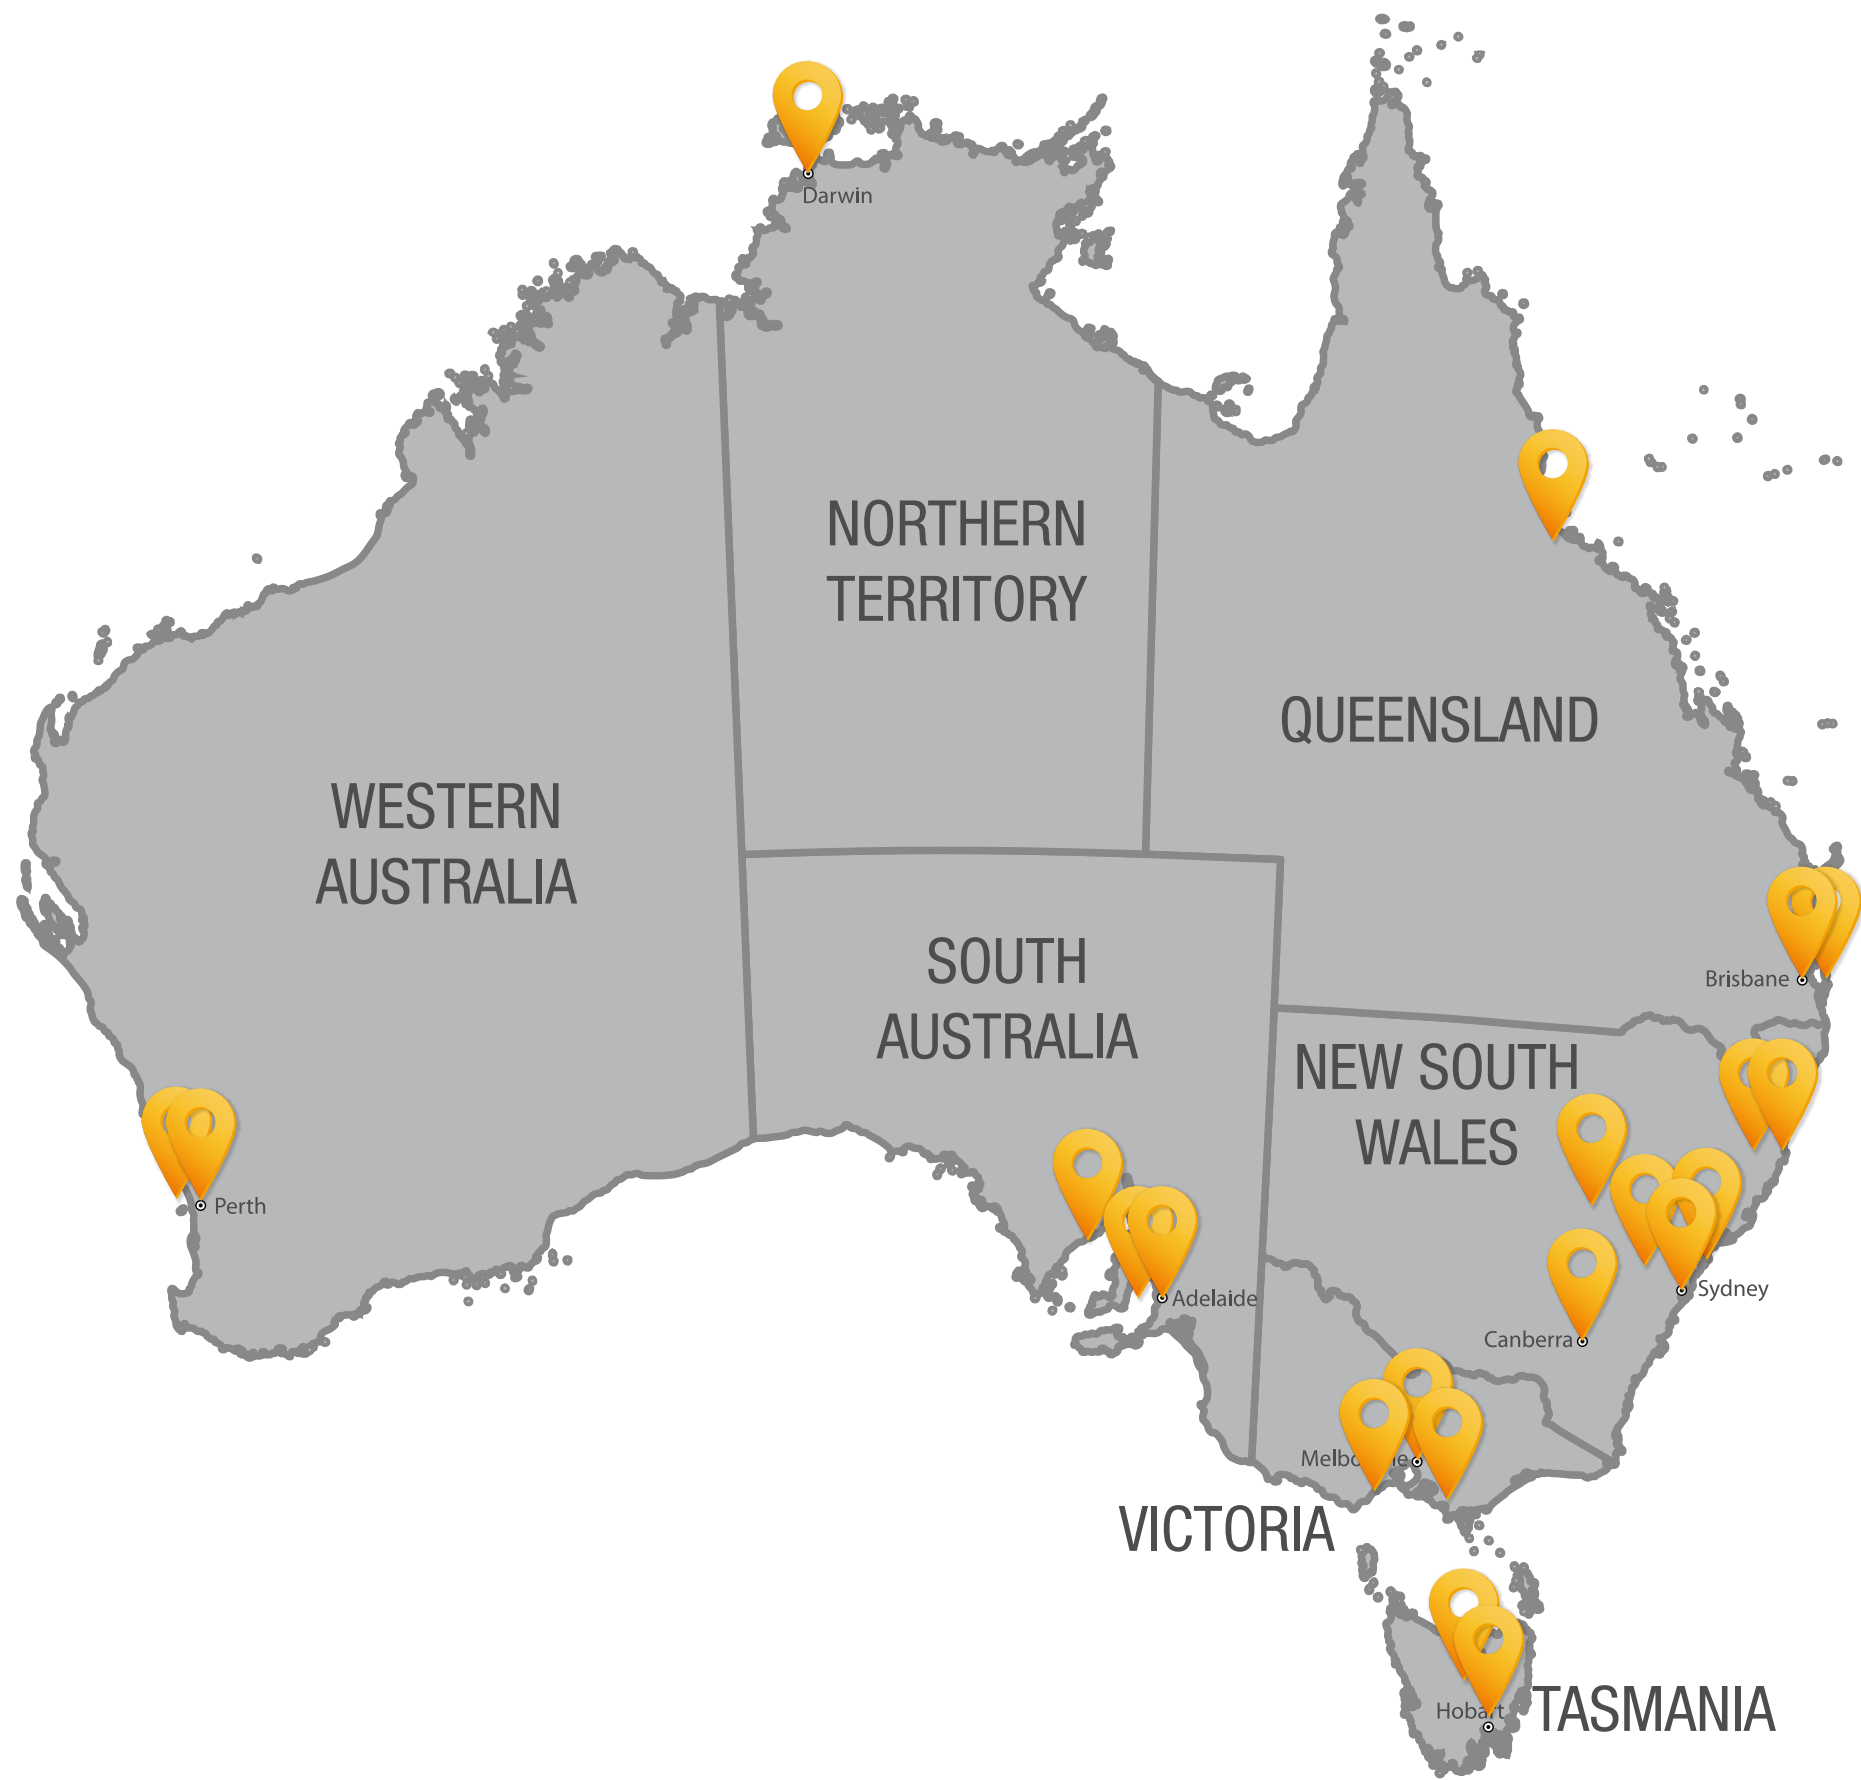 Darwin
NORTHERN
TERRITORY
QUEENSLAND
WESTERN
AUSTRALIA
SOUTH
AUSTRALIA
Brisbane
NEW SOUTH
WALES
Perth
Adelaide
Sydney
Canberra
VICTORIA
TASMANIA